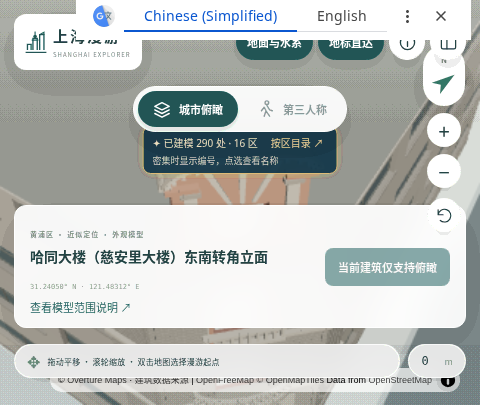 Chinese (Simplified)
English
上海漫游
SHANGHAI EXPLORER
地面与水系
地标直达
N
城市俯瞰
第三人称
✦ 已建模 290 处 · 16 区 按区目录 ↗
密集时显示编号，点选查看名称
+
−
黄浦区 · 近似定位 · 外观模型
哈同大楼（慈安里大楼）东南转角立面
31.24050° N · 121.48312° E
查看模型范围说明 ↗
当前建筑仅支持俯瞰
拖动平移 · 滚轮缩放 · 双击地图选择漫游起点
0 m
© Overture Maps · 建筑数据来源 | OpenFreeMap © OpenMapTiles Data from OpenStreetMap